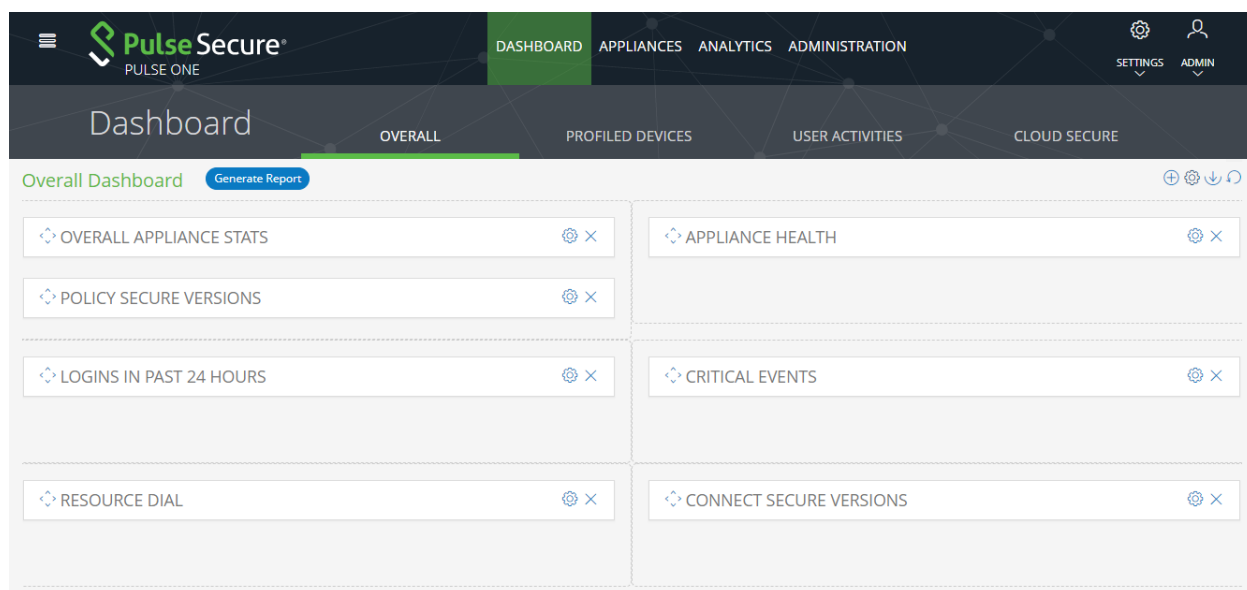 Pulse Secure®
PULSE ONE
DASHBOARD APPLIANCES ANALYTICS ADMINISTRATION
SETTINGS ADMIN
Dashboard
OVERALL PROFILED DEVICES USER ACTIVITIES CLOUD SECURE
Overall Dashboard Generate Report
OVERALL APPLIANCE STATS
APPLIANCE HEALTH
POLICY SECURE VERSIONS
LOGINS IN PAST 24 HOURS
CRITICAL EVENTS
RESOURCE DIAL
CONNECT SECURE VERSIONS